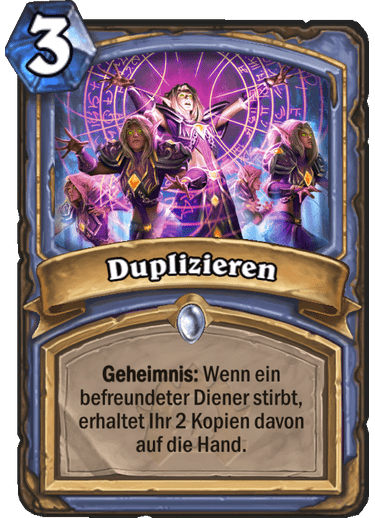 3
Duplizieren
Geheimnis: Wenn ein
befreundeter Diener stirbt,
erhaltet Ihr 2 Kopien davon
auf die Hand.